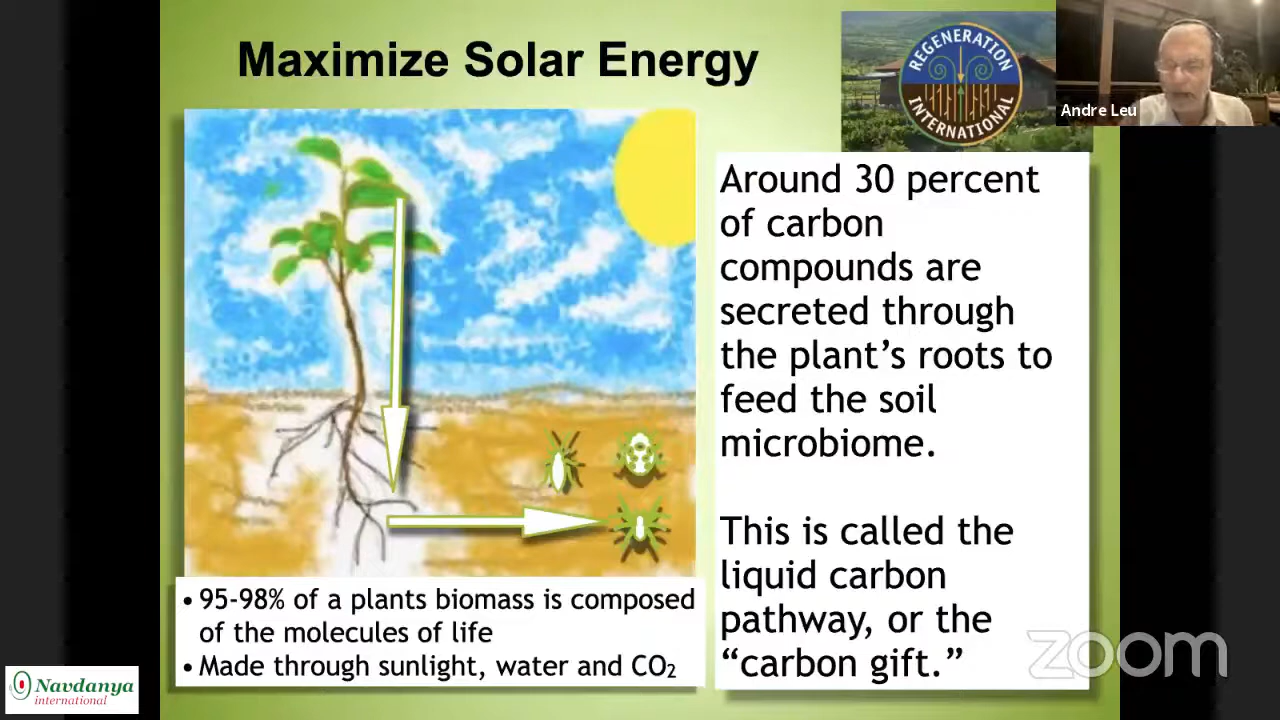 Maximize Solar Energy
REGENERATION
INTERNATIONAL
Andre Leu
Around 30 percent
of carbon
compounds are
secreted through
the plant’s roots to
feed the soil
microbiome.
This is called the
liquid carbon
pathway, or the
“carbon gift.”
• 95-98% of a plants biomass is composed
of the molecules of life
• Made through sunlight, water and CO₂
zoom
Navdanya
international